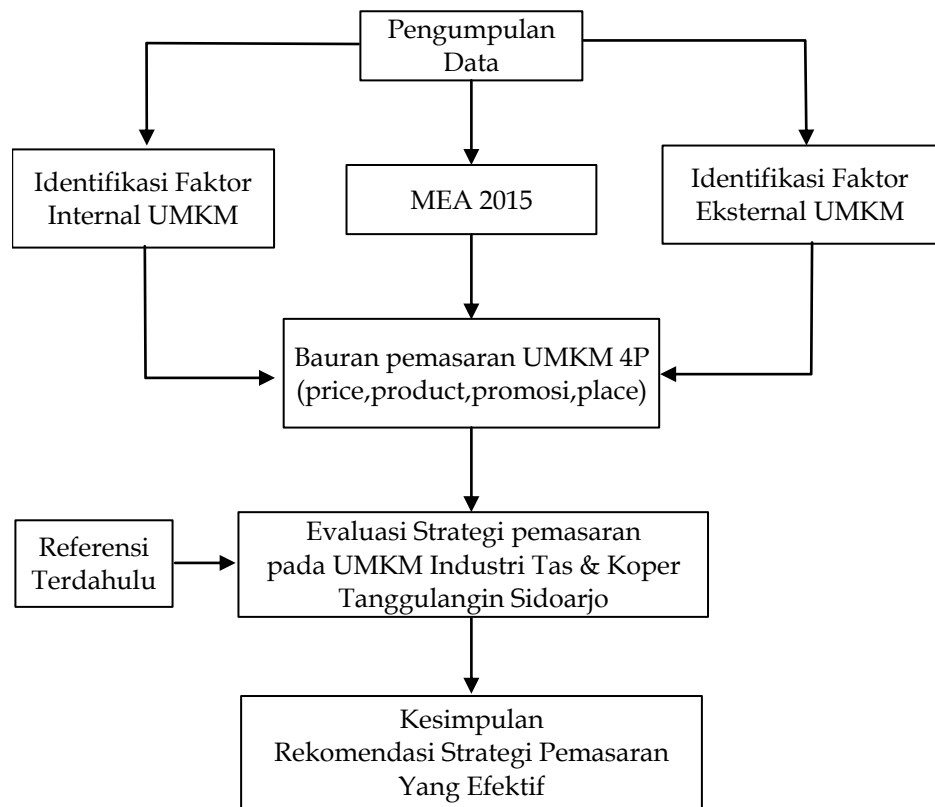 Pengumpulan
Data
Identifikasi Faktor
Internal UMKM
MEA 2015
Identifikasi Faktor
Eksternal UMKM
Bauran pemasaran UMKM 4P
(price,product,promosi,place)
Referensi
Terdahulu
Evaluasi Strategi pemasaran
pada UMKM Industri Tas & Koper
Tanggulangin Sidoarjo
Kesimpulan
Rekomendasi Strategi Pemasaran
Yang Efektif